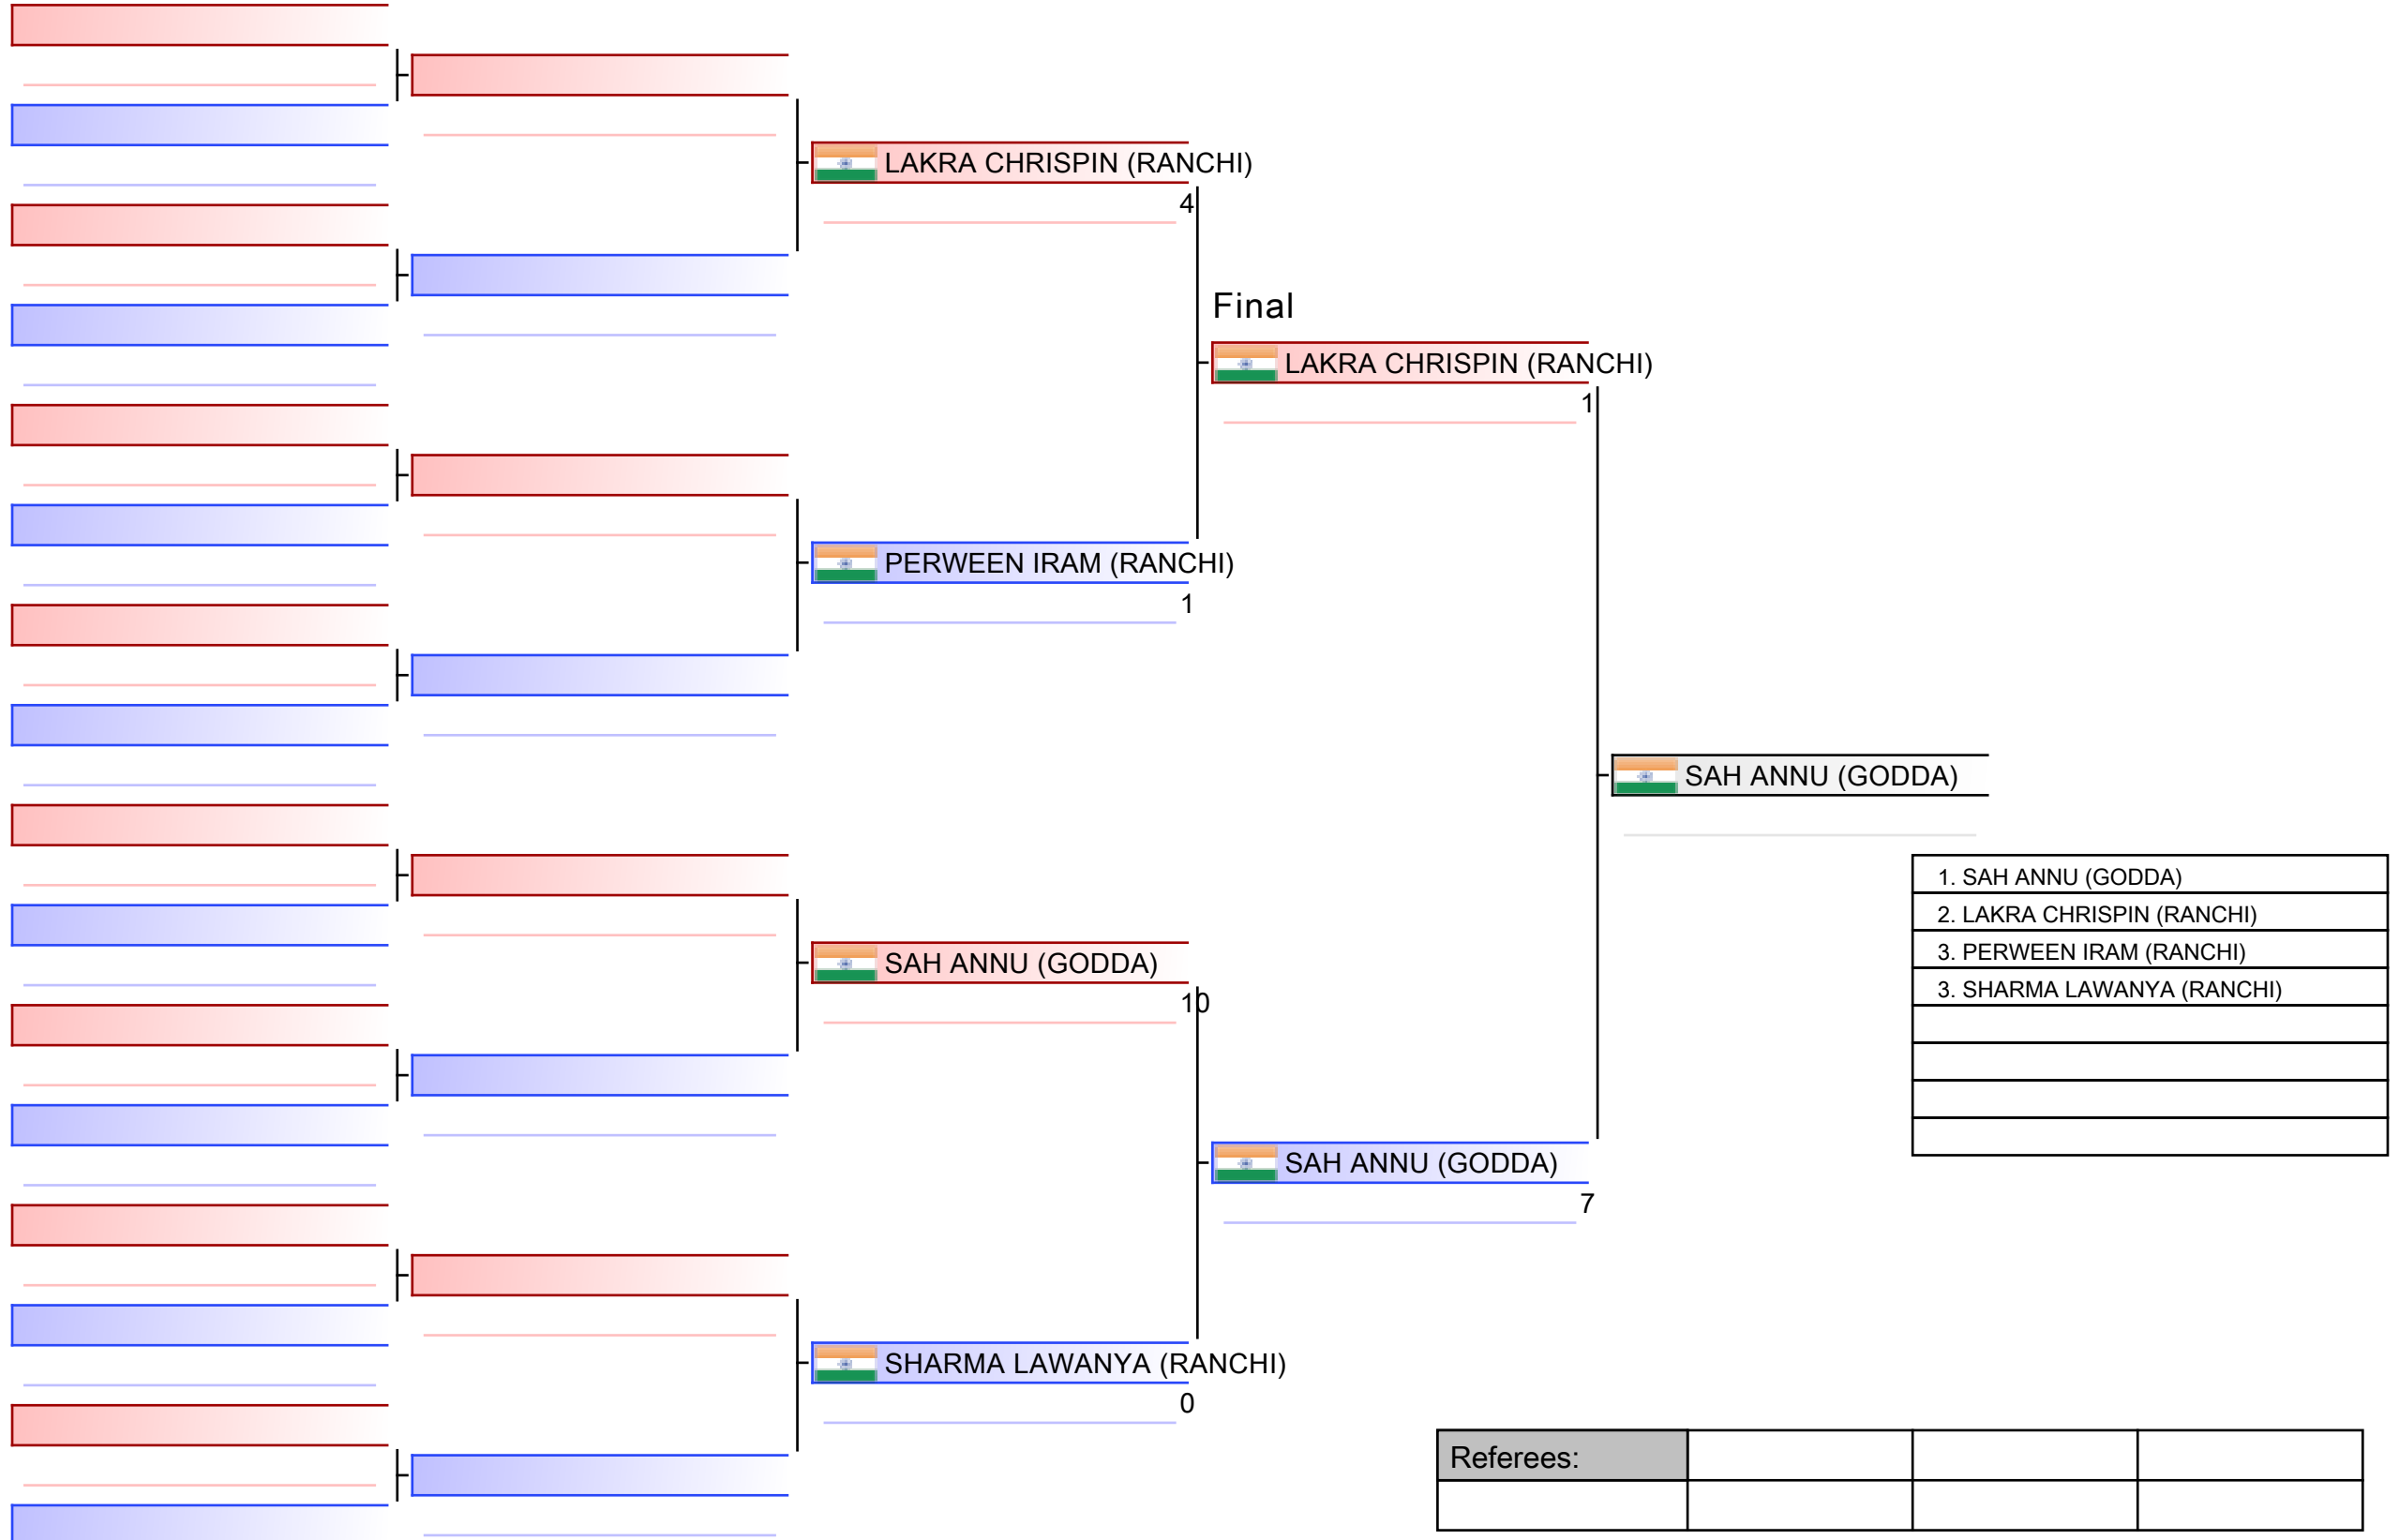 LAKRA CHRISPIN (RANCHI)
4
Final
LAKRA CHRISPIN (RANCHI)
1
PERWEEN IRAM (RANCHI)
1
SAH ANNU (GODDA)
1. SAH ANNU (GODDA)
2. LAKRA CHRISPIN (RANCHI)
3. PERWEEN IRAM (RANCHI)
3. SHARMA LAWANYA (RANCHI)
SAH ANNU (GODDA)
10
SAH ANNU (GODDA)
7
SHARMA LAWANYA (RANCHI)
0
Referees: